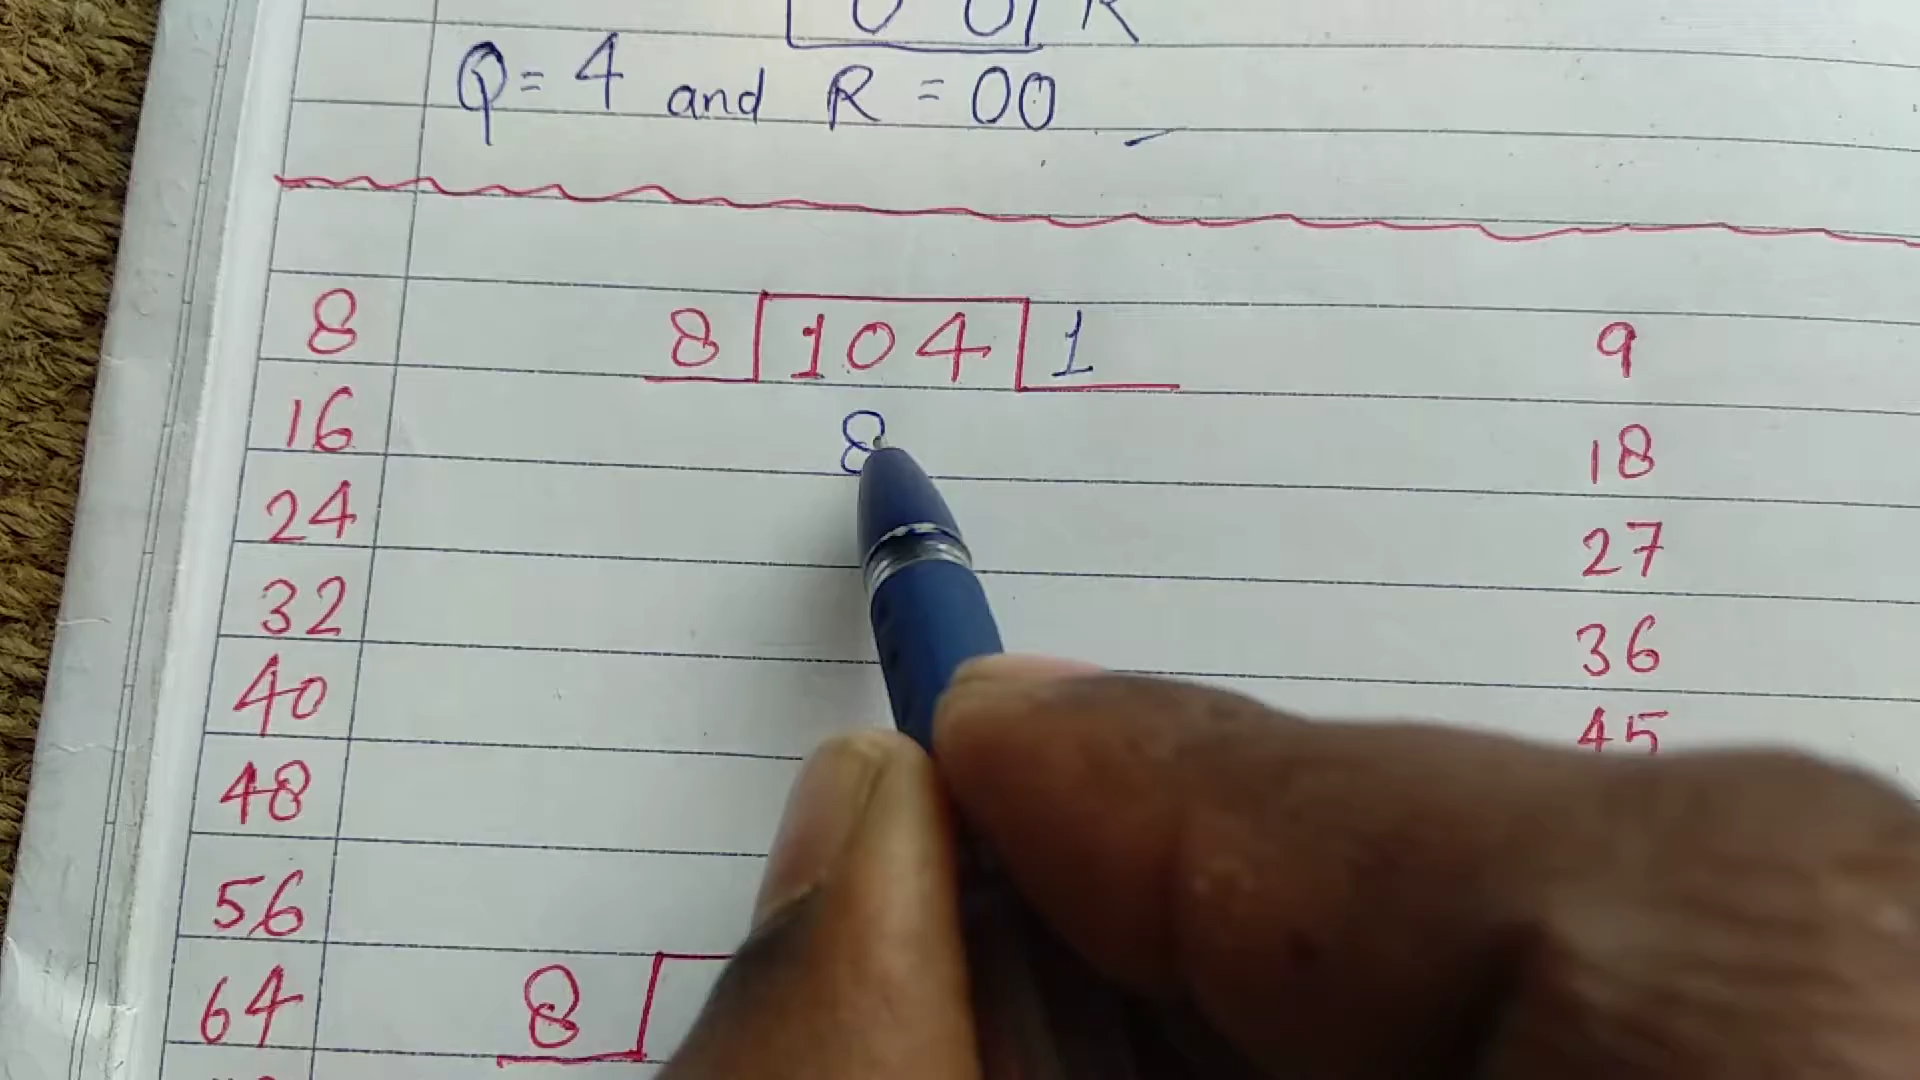 Q = 4 and R = 00
8 8 104 1 9
16 8 18
24 27
32 36
40 45
48
56
64 8